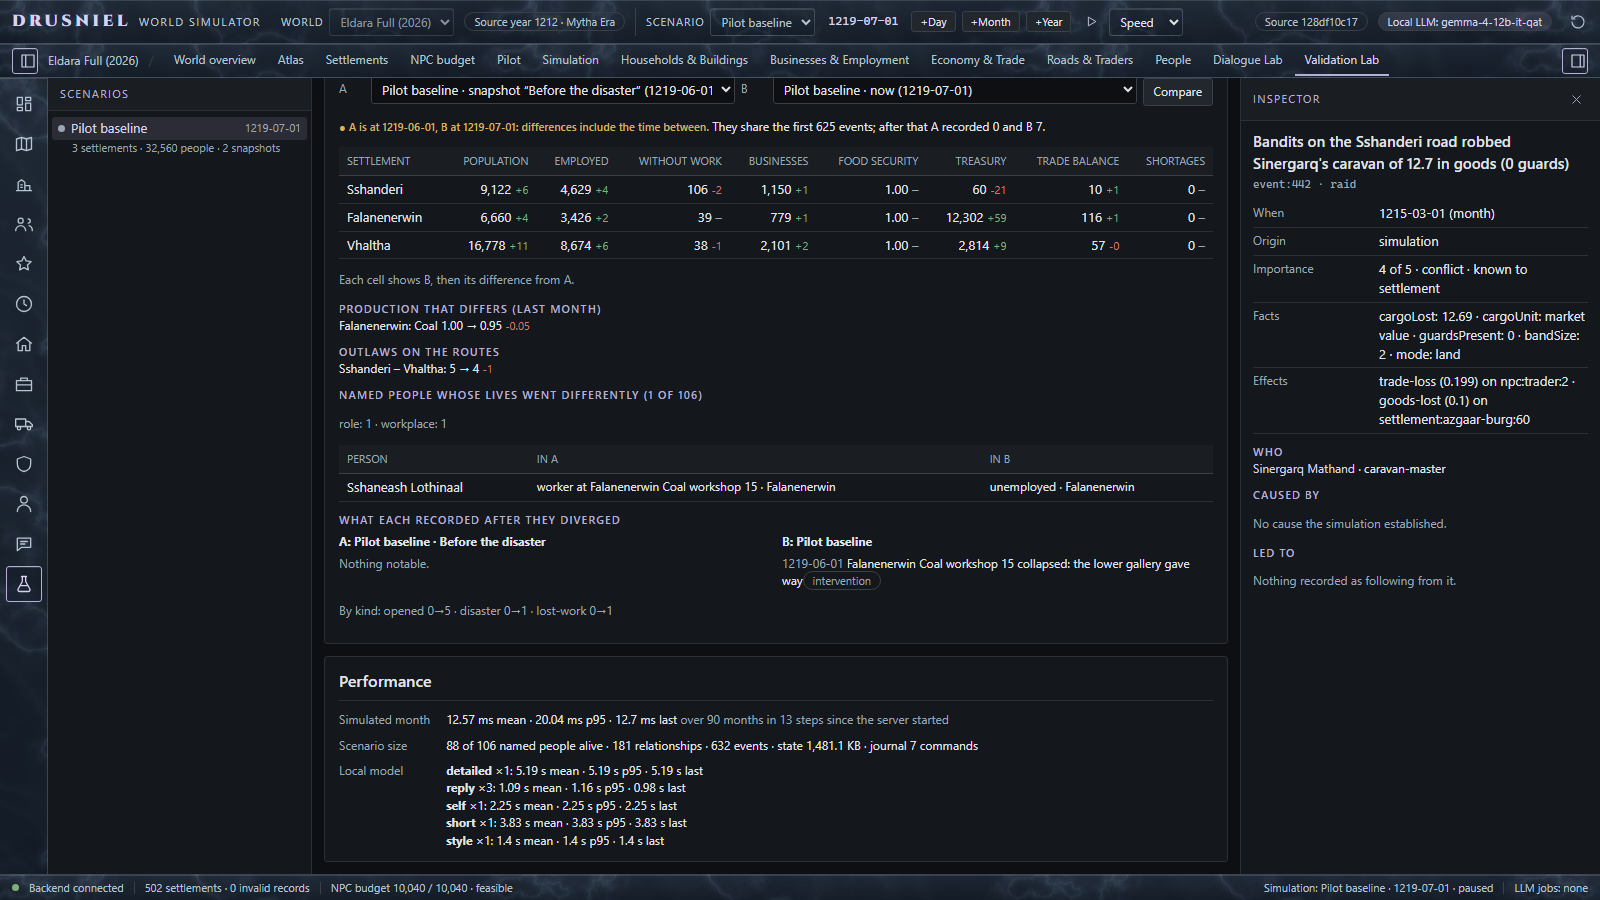 DRUSNIEL WORLD SIMULATOR WORLD Eldara Full (2026) Source year 1212 · Mytha Era SCENARIO Pilot baseline 1219-07-01 +Day +Month +Year Speed Source 128df10c17 Local LLM: gemma-4-12b-it-qat
Eldara Full (2026) / World overview Atlas Settlements NPC budget Pilot Simulation Households & Buildings Businesses & Employment Economy & Trade Roads & Traders People Dialogue Lab Validation Lab
SCENARIOS
Pilot baseline 1219-07-01
3 settlements · 32,560 people · 2 snapshots
A Pilot baseline · snapshot “Before the disaster” (1219-06-01 B Pilot baseline · now (1219-07-01) Compare
● A is at 1219-06-01, B at 1219-07-01: differences include the time between. They share the first 625 events; after that A recorded 0 and B 7.
SETTLEMENT POPULATION EMPLOYED WITHOUT WORK BUSINESSES FOOD SECURITY TREASURY TRADE BALANCE SHORTAGES
Sshanderi 9,122 +6 4,629 +4 106 -2 1,150 +1 1.00 – 60 -21 10 +1 0 –
Falanenerwin 6,660 +4 3,426 +2 39 – 779 +1 1.00 – 12,302 +59 116 +1 0 –
Vhaltha 16,778 +11 8,674 +6 38 -1 2,101 +2 1.00 – 2,814 +9 57 -0 0 –
Each cell shows B, then its difference from A.
PRODUCTION THAT DIFFERS (LAST MONTH)
Falanenerwin: Coal 1.00 → 0.95 -0.05
OUTLAWS ON THE ROUTES
Sshanderi – Vhaltha: 5 → 4 -1
NAMED PEOPLE WHOSE LIVES WENT DIFFERENTLY (1 OF 106)
role: 1 · workplace: 1
PERSON IN A IN B
Sshaneash Lothinaal worker at Falanenerwin Coal workshop 15 · Falanenerwin unemployed · Falanenerwin
WHAT EACH RECORDED AFTER THEY DIVERGED
A: Pilot baseline · Before the disaster
Nothing notable.
B: Pilot baseline
1219-06-01 Falanenerwin Coal workshop 15 collapsed: the lower gallery gave
way intervention
By kind: opened 0→5 · disaster 0→1 · lost-work 0→1
Performance
Simulated month 12.57 ms mean · 20.04 ms p95 · 12.7 ms last over 90 months in 13 steps since the server started
Scenario size 88 of 106 named people alive · 181 relationships · 632 events · state 1,481.1 KB · journal 7 commands
Local model detailed ×1: 5.19 s mean · 5.19 s p95 · 5.19 s last
reply ×3: 1.09 s mean · 1.16 s p95 · 0.98 s last
self ×1: 2.25 s mean · 2.25 s p95 · 2.25 s last
short ×1: 3.83 s mean · 3.83 s p95 · 3.83 s last
style ×1: 1.4 s mean · 1.4 s p95 · 1.4 s last
INSPECTOR
Bandits on the Sshanderi road robbed
Sinergarq's caravan of 12.7 in goods (0 guards)
event:442 · raid
When 1215-03-01 (month)
Origin simulation
Importance 4 of 5 · conflict · known to
settlement
Facts cargoLost: 12.69 · cargoUnit: market
value · guardsPresent: 0 · bandSize:
2 · mode: land
Effects trade-loss (0.199) on npc:trader:2 ·
goods-lost (0.1) on
settlement:azgaar-burg:60
WHO
Sinergarq Mathand · caravan-master
CAUSED BY
No cause the simulation established.
LED TO
Nothing recorded as following from it.
Backend connected 502 settlements · 0 invalid records NPC budget 10,040 / 10,040 · feasible Simulation: Pilot baseline · 1219-07-01 · paused LLM jobs: none